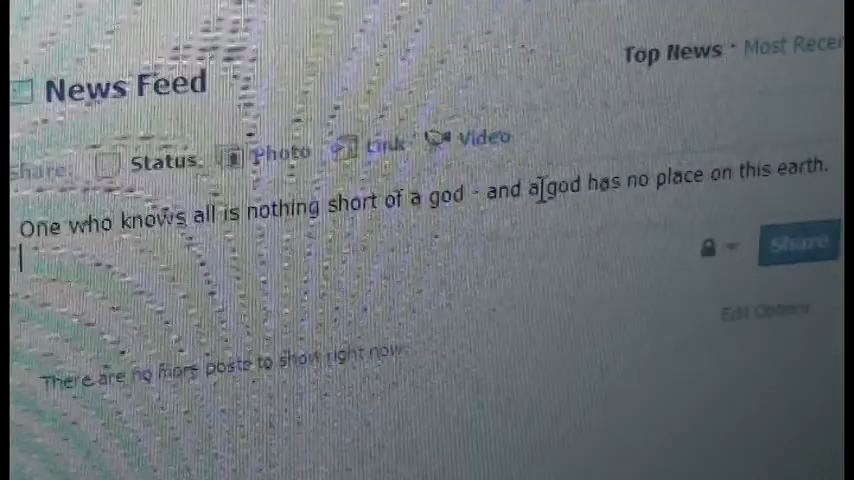 Top News · Most Recen
News Feed
Share: Status Photo Link Video
One who knows all is nothing short of a god - and a god has no place on this earth.
Share
Edit Options
There are no more posts to show right now.